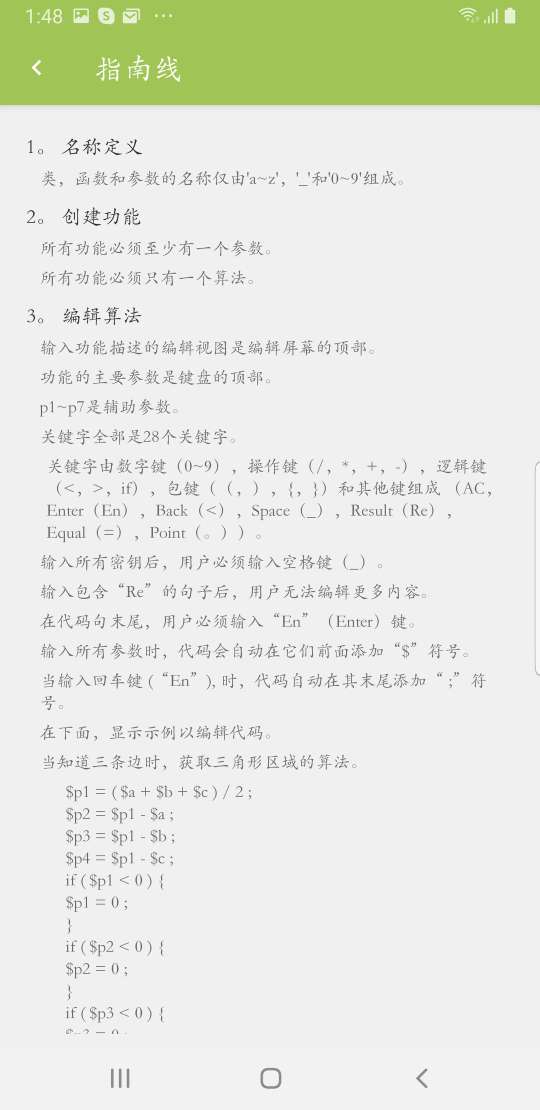 1:48
指南线
1。 名称定义
类，函数和参数的名称仅由'a~z'，'_'和'0~9'组成。
2。 创建功能
所有功能必须至少有一个参数。
所有功能必须只有一个算法。
3。 编辑算法
输入功能描述的编辑视图是编辑屏幕的顶部。
功能的主要参数是键盘的顶部。
p1~p7是辅助参数。
关键字全部是28个关键字。
关键字由数字键（0~9），操作键（/，*，+，-），逻辑键
（<，>，if），包键（（，），{，}）和其他键组成 （AC，
Enter（En），Back（<），Space（_），Result（Re），
Equal（=），Point（。））。
输入所有密钥后，用户必须输入空格键（_）。
输入包含“Re”的句子后，用户无法编辑更多内容。
在代码句末尾，用户必须输入“En”（Enter）键。
输入所有参数时，代码会自动在它们前面添加“$”符号。
当输入回车键 (“En”), 时，代码自动在其末尾添加“ ;”符
号。
在下面，显示示例以编辑代码。
当知道三条边时，获取三角形区域的算法。
$p1 = ( $a + $b + $c ) / 2 ;
$p2 = $p1 - $a ;
$p3 = $p1 - $b ;
$p4 = $p1 - $c ;
if ( $p1 < 0 ) {
$p1 = 0 ;
}
if ( $p2 < 0 ) {
$p2 = 0 ;
}
if ( $p3 < 0 ) {